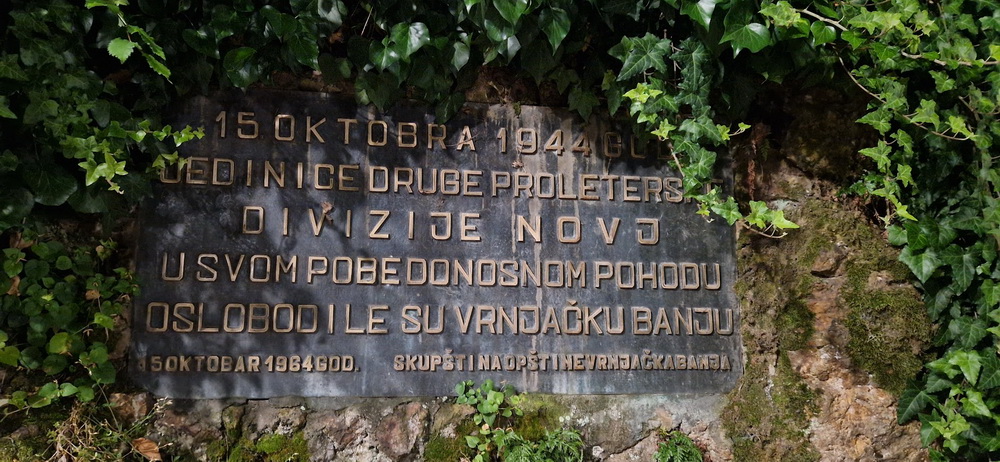 15 OKTOBRA 1944 GOD
JEDINICE DRUGE PROLETERSKE
DIVIZIJE NOVJ
U SVOM POBEDONOSNOM POHODU
OSLOBODILE SU VRNJAČKU BANJU
15 OKTOBAR 1964 GOD. SKUPŠTINA OPŠTINE VRNJAČKA BANJA